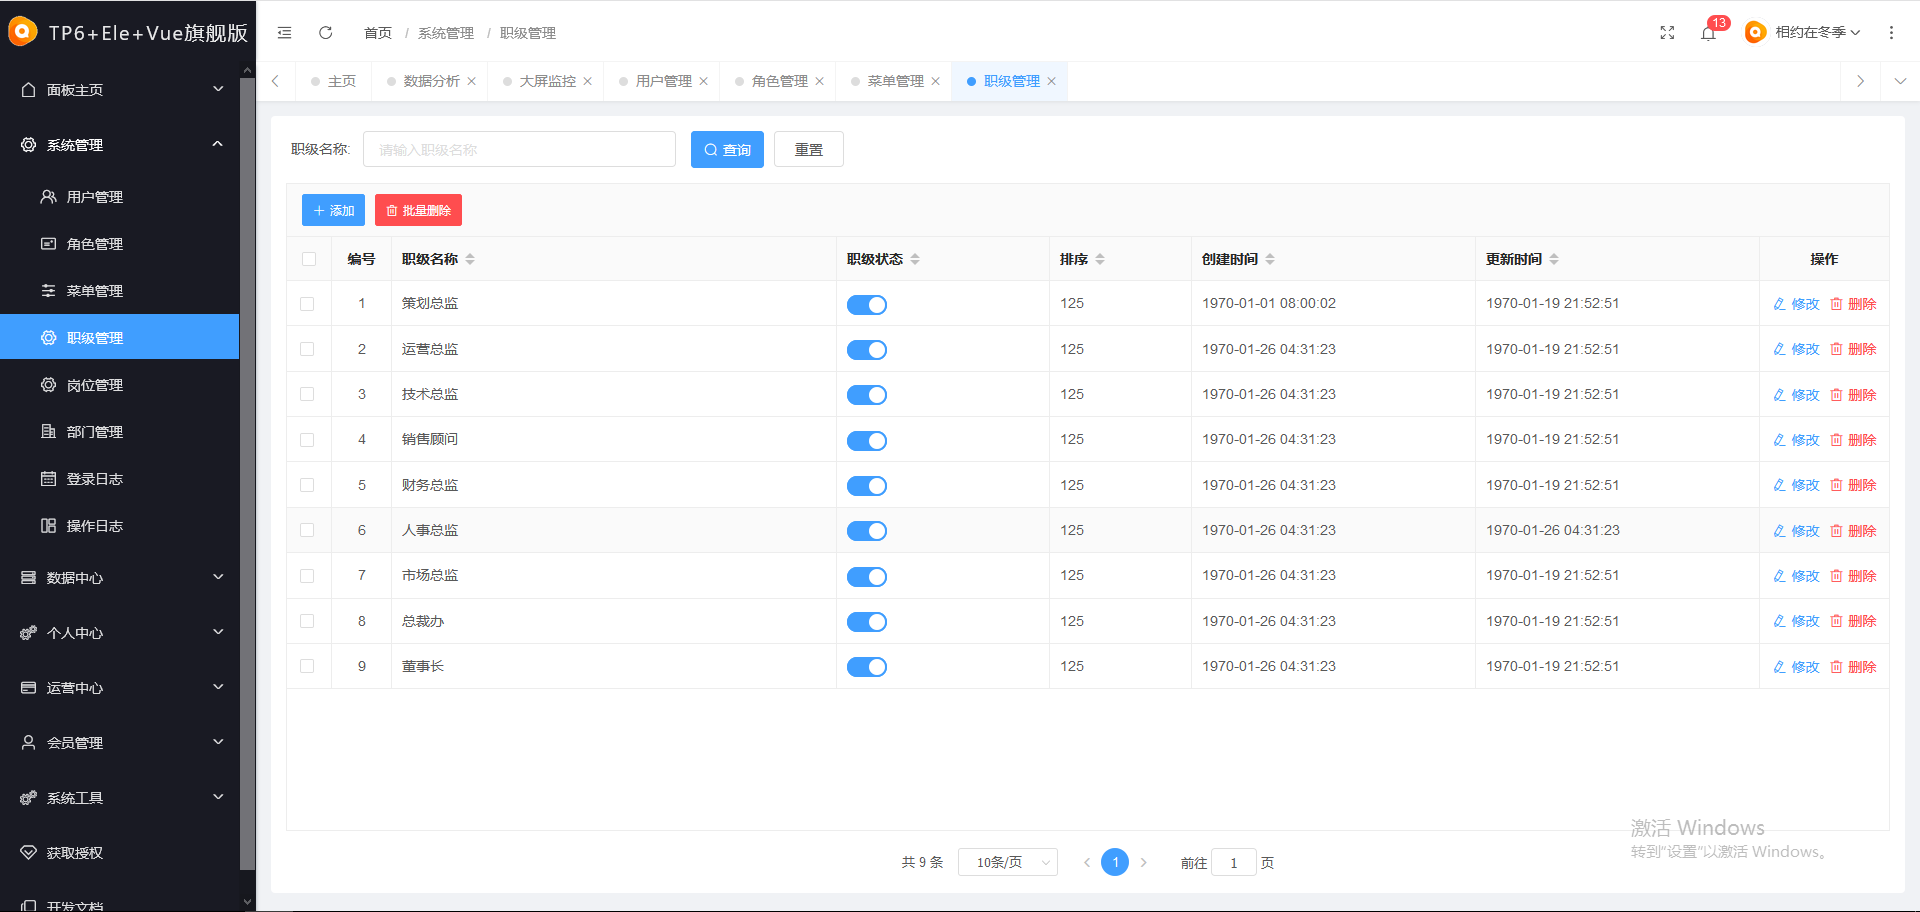 TP6+Ele+Vue旗舰版
首页 / 系统管理 / 职级管理
13
相约在冬季
主页 数据分析 大屏监控 用户管理 角色管理 菜单管理 职级管理
面板主页
系统管理
用户管理
角色管理
菜单管理
职级管理
岗位管理
部门管理
登录日志
操作日志
数据中心
个人中心
运营中心
会员管理
系统工具
获取授权
开发文档
职级名称: 请输入职级名称 查询 重置
添加 批量删除
编号 职级名称 职级状态 排序 创建时间 更新时间 操作
1 策划总监 125 1970-01-01 08:00:02 1970-01-19 21:52:51 修改 删除
2 运营总监 125 1970-01-26 04:31:23 1970-01-19 21:52:51 修改 删除
3 技术总监 125 1970-01-26 04:31:23 1970-01-19 21:52:51 修改 删除
4 销售顾问 125 1970-01-26 04:31:23 1970-01-19 21:52:51 修改 删除
5 财务总监 125 1970-01-26 04:31:23 1970-01-19 21:52:51 修改 删除
6 人事总监 125 1970-01-26 04:31:23 1970-01-26 04:31:23 修改 删除
7 市场总监 125 1970-01-26 04:31:23 1970-01-19 21:52:51 修改 删除
8 总裁办 125 1970-01-26 04:31:23 1970-01-19 21:52:51 修改 删除
9 董事长 125 1970-01-26 04:31:23 1970-01-19 21:52:51 修改 删除
共 9 条 10条/页 1 前往 1 页
激活 Windows
转到"设置"以激活 Windows。